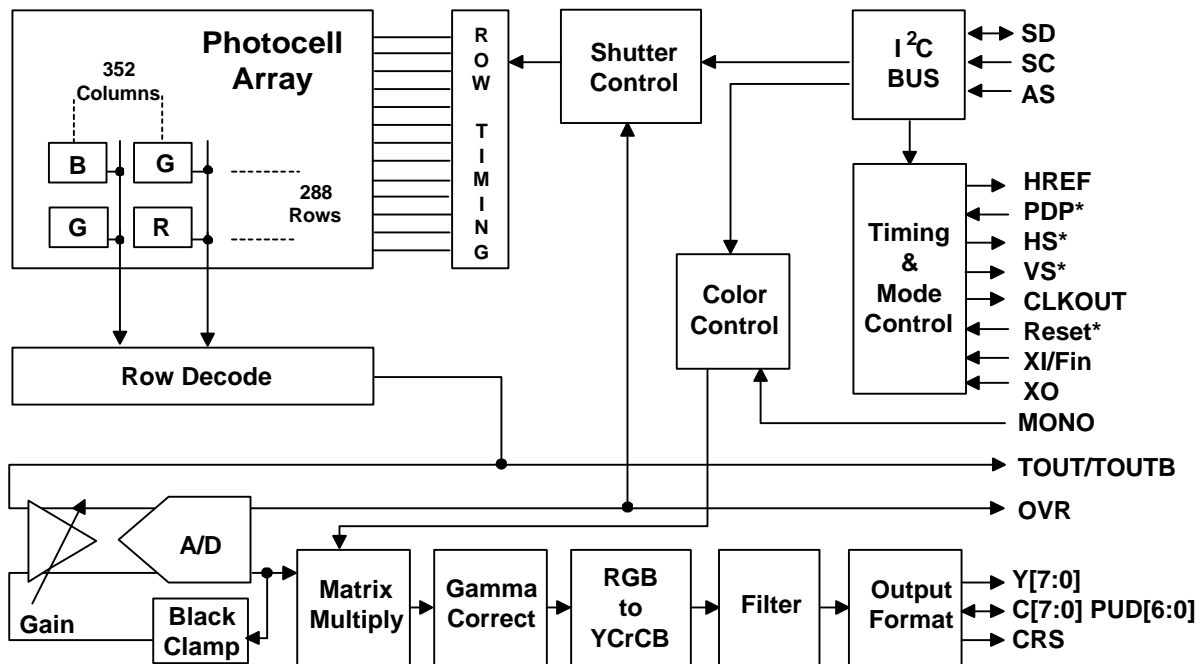 Photocell
Array
352
Columns
B
G
G
R
288
Rows
ROW TIMING
Shutter
Control
I²C
BUS
SD
SC
AS
Timing
&
Mode
Control
HREF
PDP*
HS*
VS*
CLKOUT
Reset*
XI/Fin
XO
MONO
Color
Control
Row Decode
TOUT/TOUTB
OVR
A/D
Gain
Black
Clamp
Matrix
Multiply
Gamma
Correct
RGB
to
YCrCB
Filter
Output
Format
Y[7:0]
C[7:0] PUD[6:0]
CRS